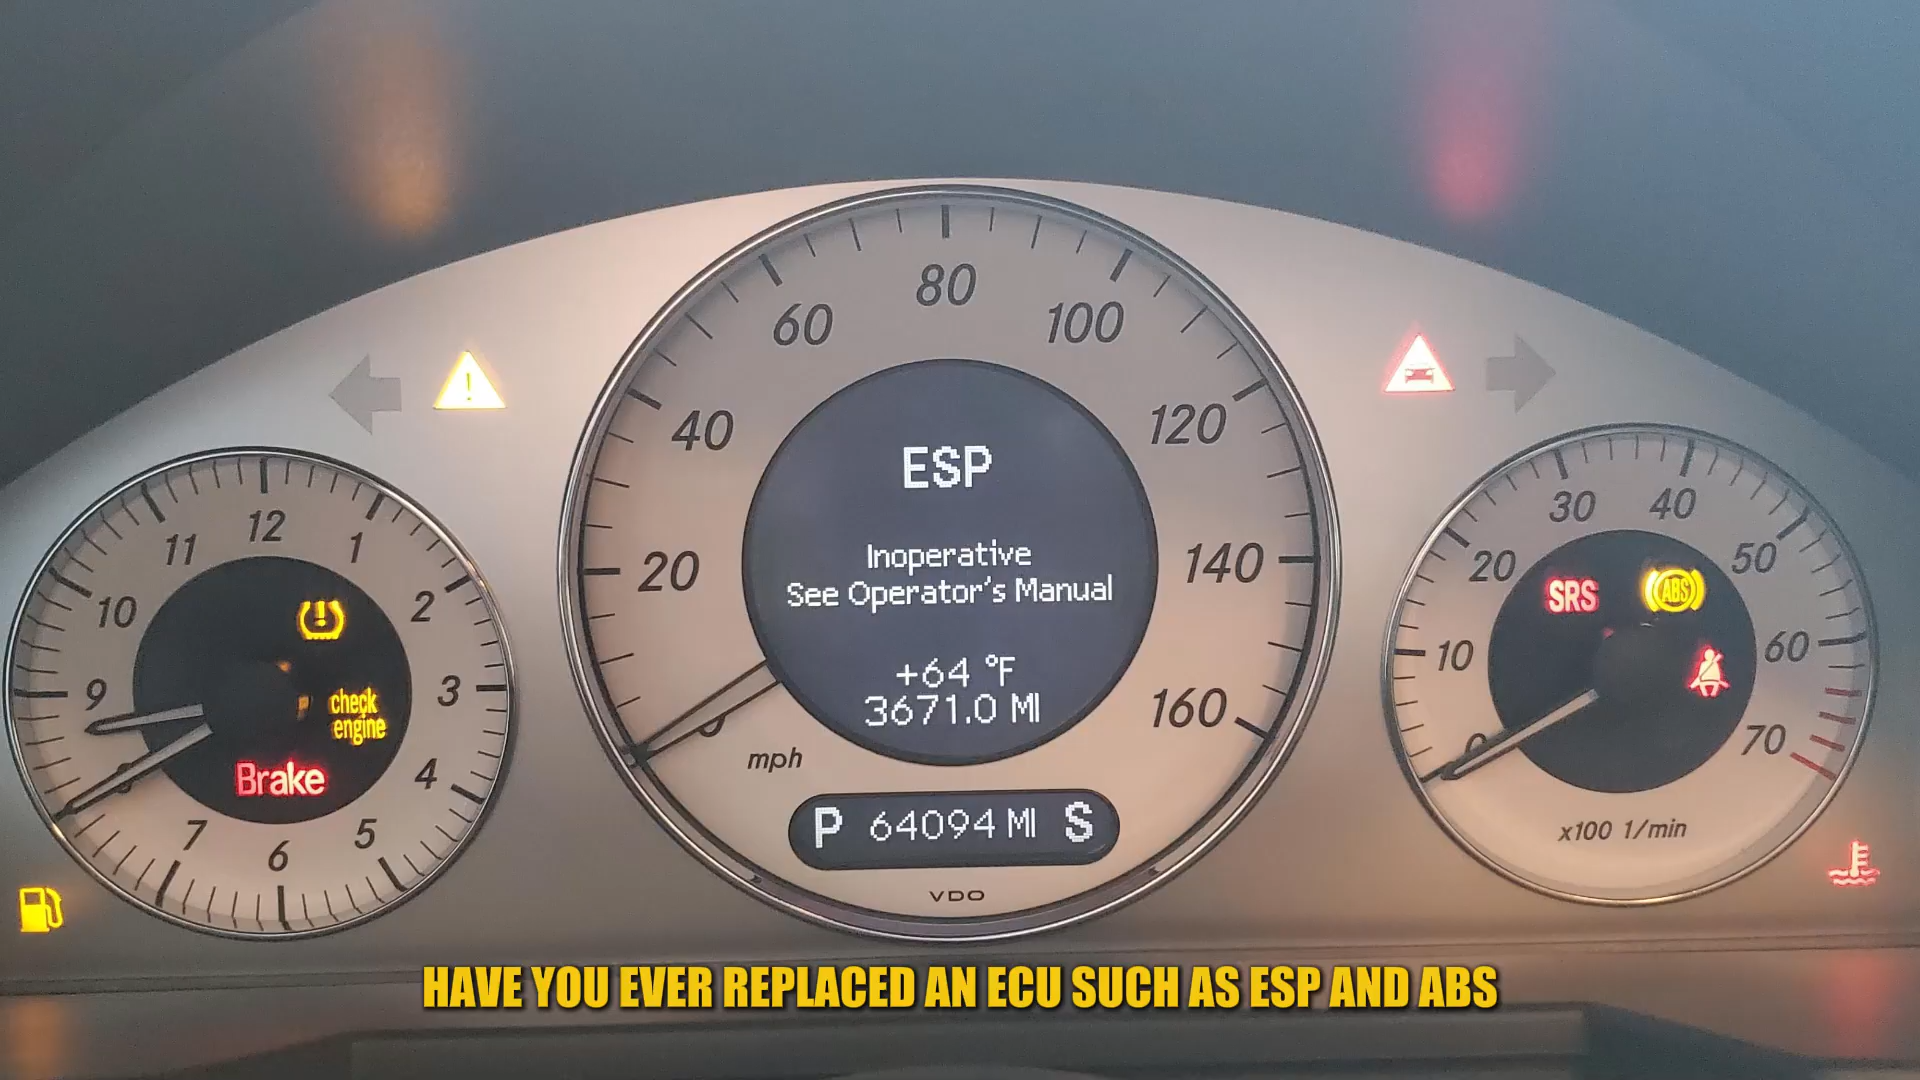 60
80
100
40
120
20
140
160
ESP
Inoperative
See Operator's Manual
+64 °F
3671.0 MI
mph
P 64094 MI S
VDO
11
12
1
10
2
9
3
check
engine
Brake
4
7
6
5
30
40
20
50
SRS
ABS
10
60
0
70
x100 1/min
HAVE YOU EVER REPLACED AN ECU SUCH AS ESP AND ABS